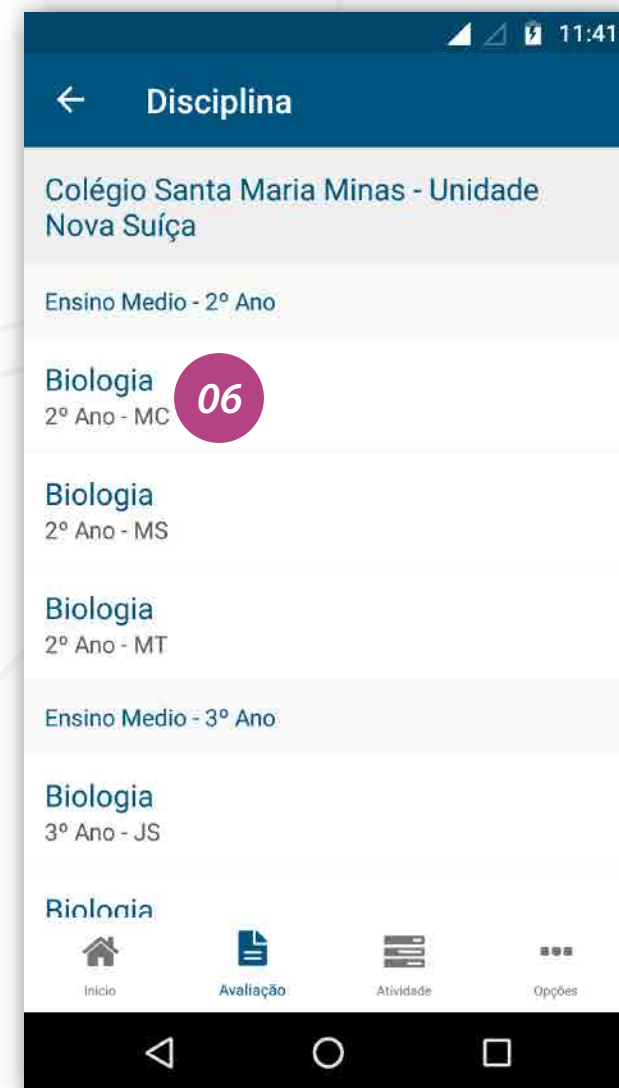 11:41
Disciplina
Colégio Santa Maria Minas - Unidade
Nova Suíça
Ensino Medio - 2º Ano
Biologia
2º Ano - MC
06
Biologia
2º Ano - MS
Biologia
2º Ano - MT
Ensino Medio - 3º Ano
Biologia
3º Ano - JS
Biologia
Início Avaliação Atividade Opções